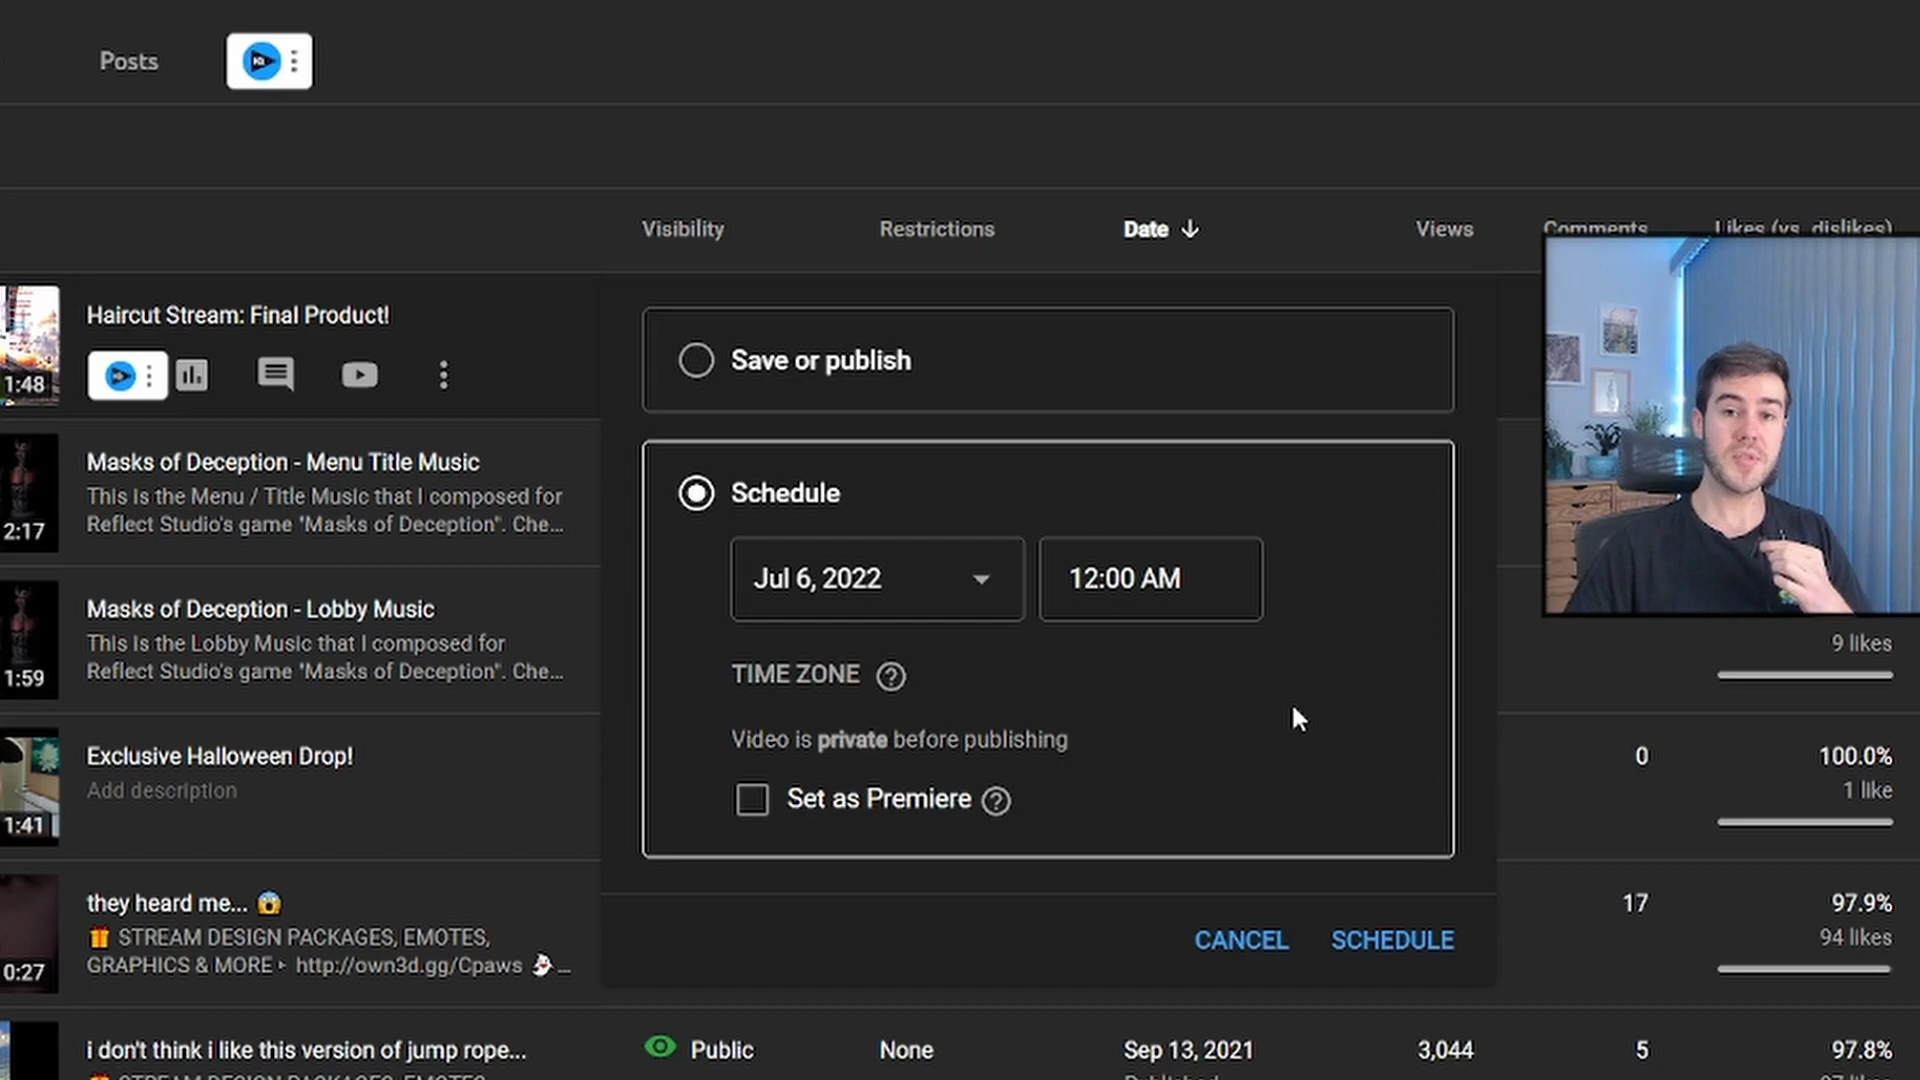 Posts
Visibility
Restrictions
Date
Views
Comments
Likes (vs. dislikes)
Haircut Stream: Final Product!
1:48
Save or publish
Masks of Deception - Menu Title Music
This is the Menu / Title Music that I composed for
Reflect Studio's game "Masks of Deception". Che...
2:17
Schedule
Jul 6, 2022
12:00 AM
Masks of Deception - Lobby Music
This is the Lobby Music that I composed for
Reflect Studio's game "Masks of Deception". Che...
1:59
TIME ZONE
9 likes
Video is private before publishing
Set as Premiere
Exclusive Halloween Drop!
Add description
1:41
0
100.0%
1 like
they heard me... 😱
🎁 STREAM DESIGN PACKAGES, EMOTES,
GRAPHICS & MORE ▸ http://own3d.gg/Cpaws 👻 ...
0:27
17
97.9%
94 likes
CANCEL
SCHEDULE
i don't think i like this version of jump rope...
Public
None
Sep 13, 2021
3,044
5
97.8%